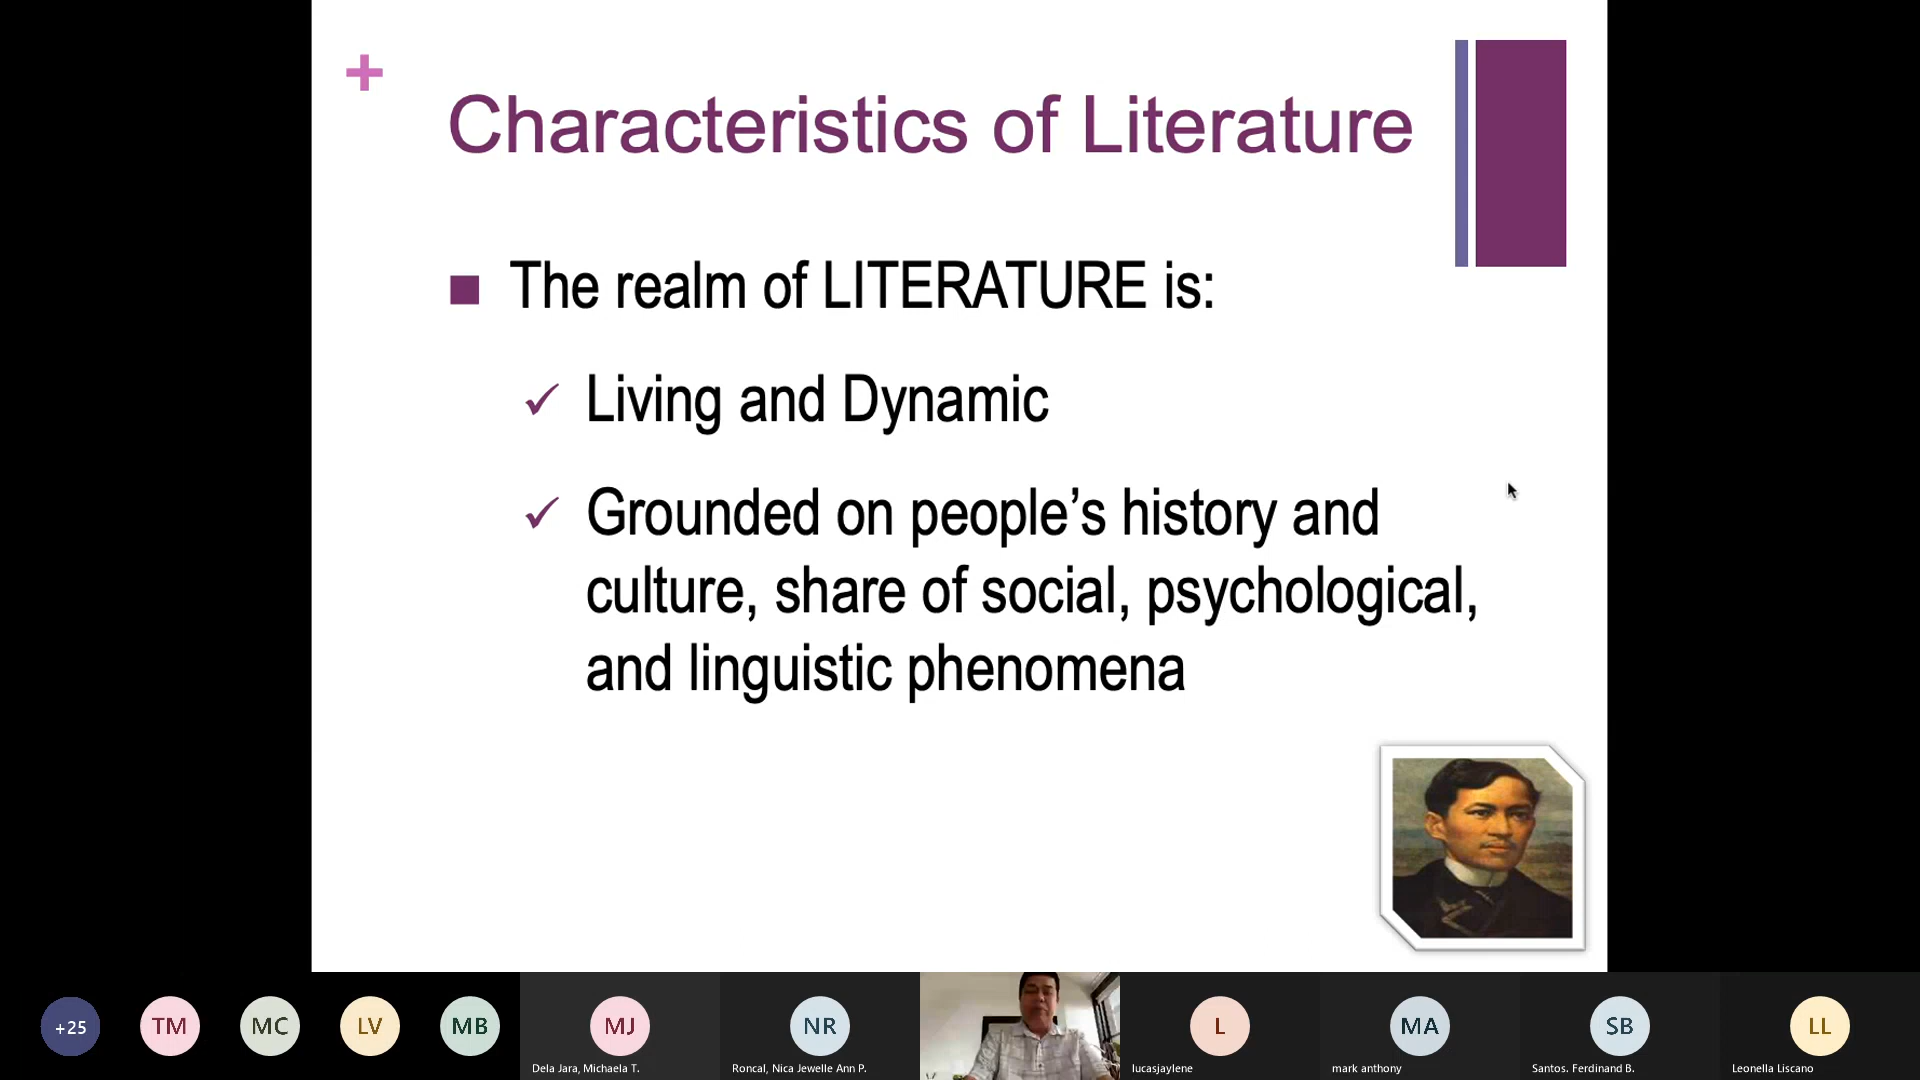 +
Characteristics of Literature
The realm of LITERATURE is:
Living and Dynamic
Grounded on people’s history and
culture, share of social, psychological,
and linguistic phenomena
+25
TM
MC
LV
MB
MJ
NR
L
MA
SB
LL
Dela Jara, Michaela T.
Roncal, Nica Jewelle Ann P.
lucasjaylene
mark anthony
Santos. Ferdinand B.
Leonella Liscano